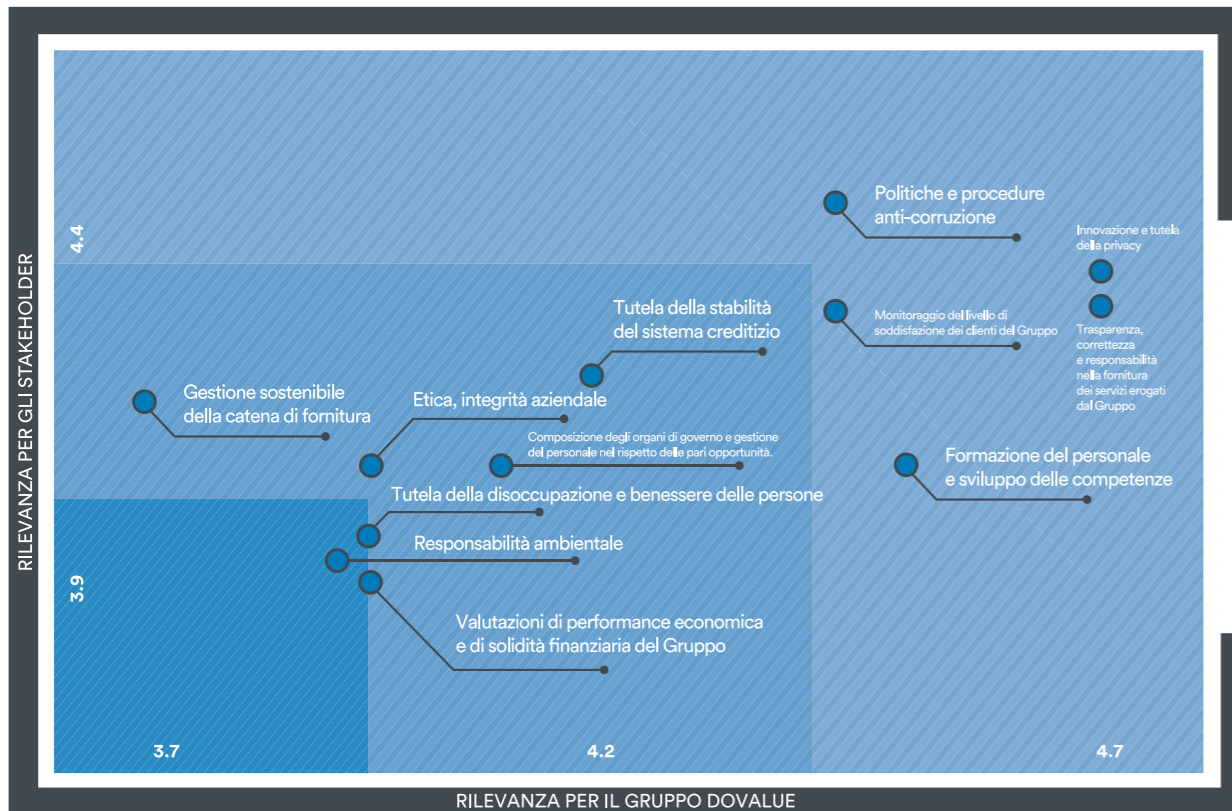 RILEVANZA PER GLI STAKEHOLDER
4.4
3.9
Politiche e procedure
anti-corruzione
Innovazione e tutela
della privacy
Tutela della stabilità
del sistema creditizio
Monitoraggio del livello di
soddisfazione dei clienti del Gruppo
Trasparenza,
correttezza
e responsabilità
nella fornitura
dei servizi erogati
dal Gruppo
Gestione sostenibile
della catena di fornitura
Etica, integrità aziendale
Composizione degli organi di governo e gestione
del personale nel rispetto delle pari opportunità.
Formazione del personale
e sviluppo delle competenze
Tutela della disoccupazione e benessere delle persone
Responsabilità ambientale
Valutazioni di performance economica
e di solidità finanziaria del Gruppo
3.7
4.2
4.7
RILEVANZA PER IL GRUPPO DOVALUE